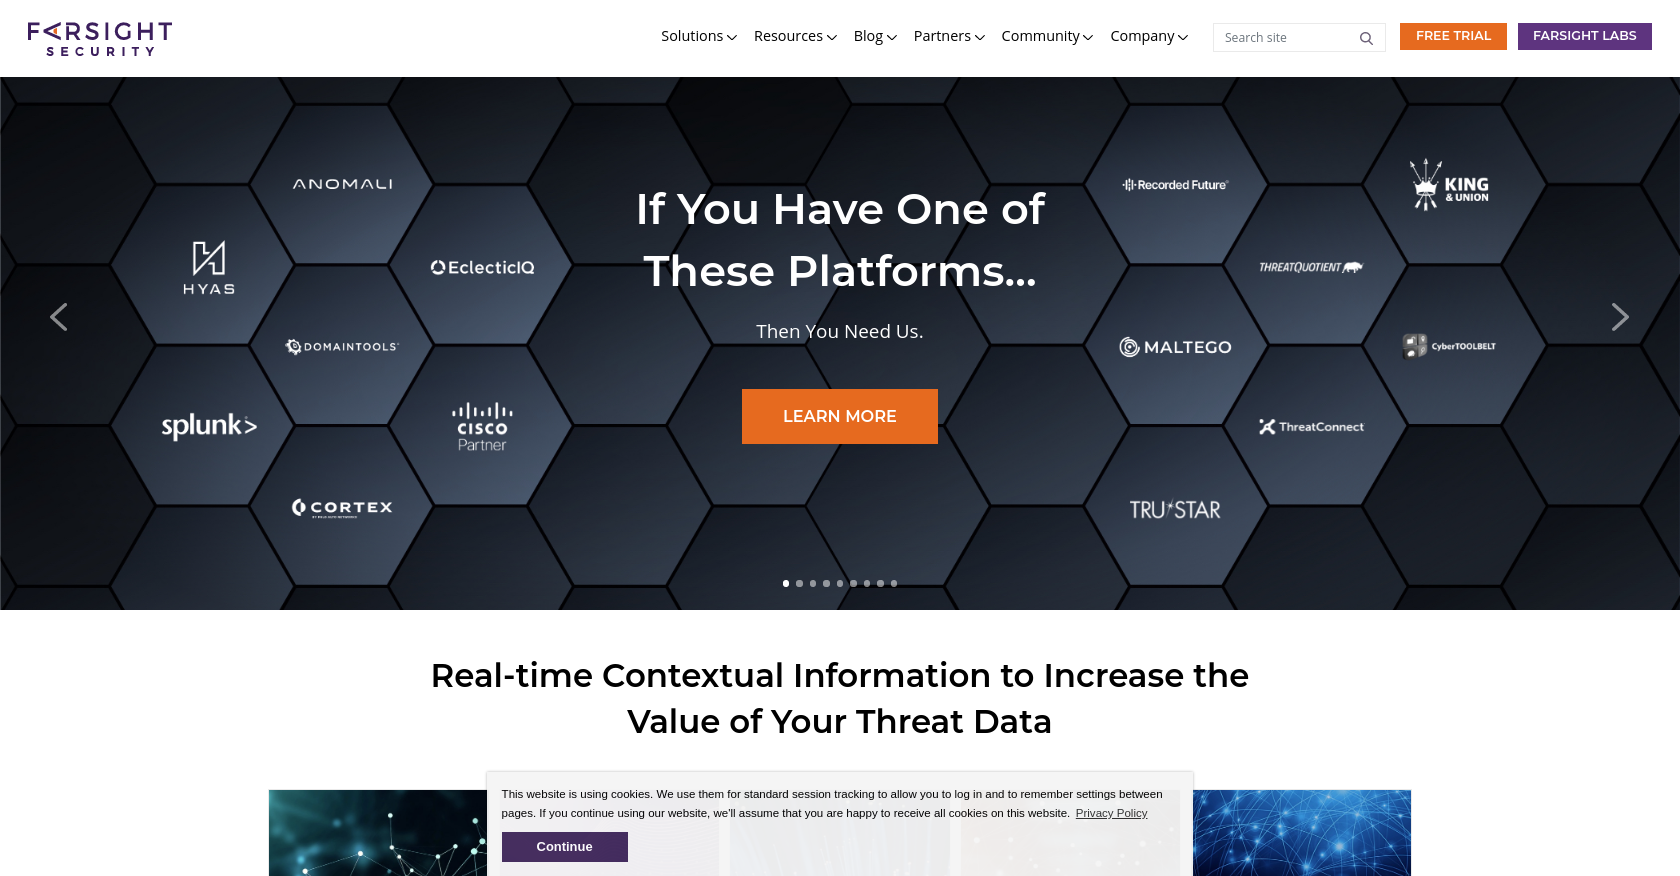 FARSIGHT
SECURITY
Solutions
Resources
Blog
Partners
Community
Company
Search site
FREE TRIAL
FARSIGHT LABS
If You Have One of
These Platforms...
Then You Need Us.
LEARN MORE
ANOMALI
HYAS
EclecticIQ
DOMAINTOOLS
splunk>
CISCO
Partner
CORTEX
Recorded Future
KING
& UNION
THREATQUOTIENT
MALTEGO
CyberTOOLBELT
ThreatConnect
TRUSTAR
Real-time Contextual Information to Increase the
Value of Your Threat Data
This website is using cookies. We use them for standard session tracking to allow you to log in and to remember settings between
pages. If you continue using our website, we'll assume that you are happy to receive all cookies on this website. Privacy Policy
Continue